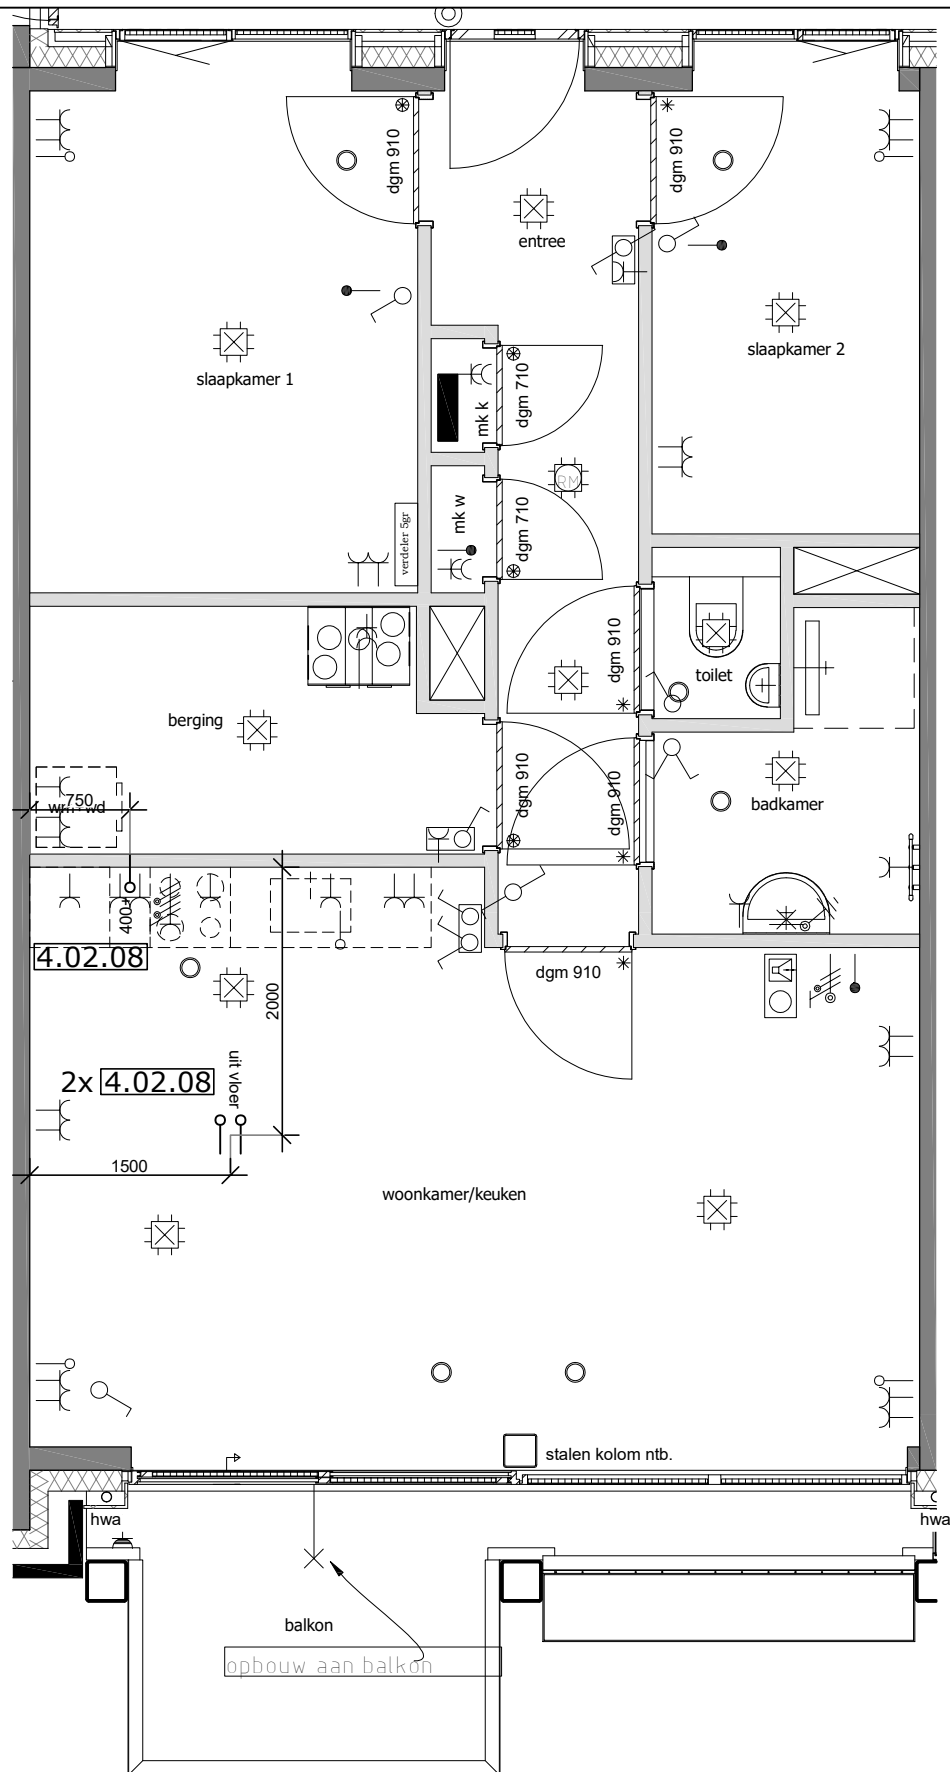 dgm 910
dgm 910
entree
slaapkamer 1
slaapkamer 2
dgm 710
mk k
RM
mk w
dgm 710
verdeler 5gr
dgm 910
toilet
berging
dgm 910
dgm 910
badkamer
750
400+
4.02.08
dgm 910
2000
uit vloer
2x 4.02.08
1500
woonkamer/keuken
stalen kolom ntb.
hwa
hwa
balkon
opbouw aan balkon